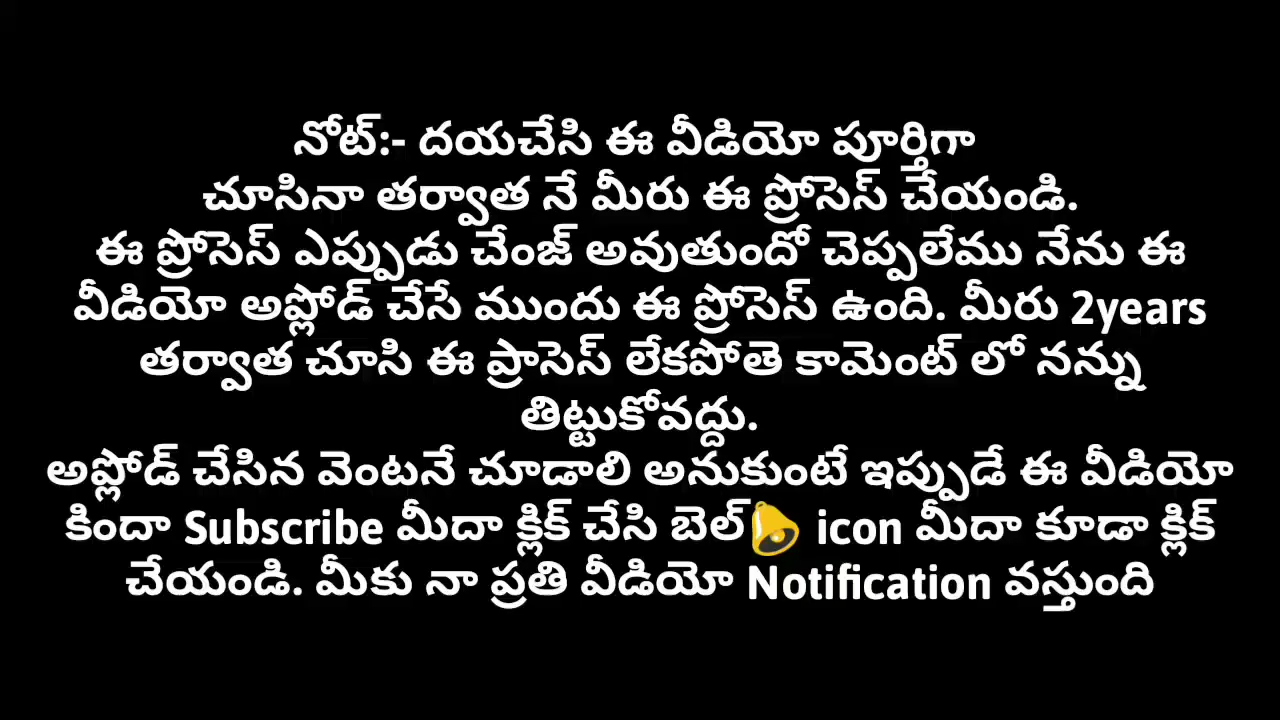 నోట్:- దయచేసి ఈ వీడియో పూర్తిగా
చూసినా తర్వాత నే మీరు ఈ ప్రోసెస్ చేయండి.
ఈ ప్రోసెస్ ఎప్పుడు చేంజ్ అవుతుందో చెప్పలేము నేను ఈ
వీడియో అప్లోడ్ చేసే ముందు ఈ ప్రోసెస్ ఉంది. మీరు 2years
తర్వాత చూసి ఈ ప్రాసెస్ లేకపోతె కామెంట్ లో నన్ను
తిట్టుకోవద్దు.
అప్లోడ్ చేసిన వెంటనే చూడాలి అనుకుంటే ఇప్పుడే ఈ వీడియో
కిందా Subscribe మీదా క్లిక్ చేసి బెల్🔔 icon మీదా కూడా క్లిక్
చేయండి. మీకు నా ప్రతి వీడియో Notification వస్తుంది